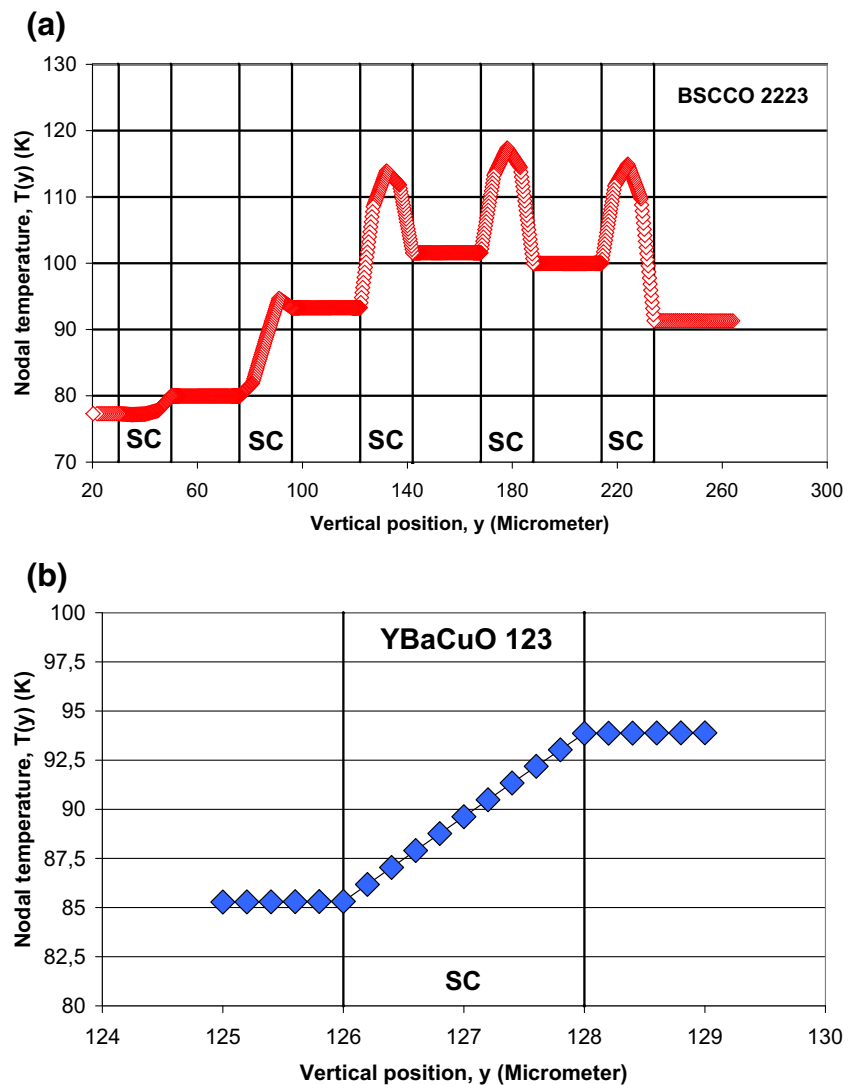 (a)
130
120
110
100
90
80
70
Nodal temperature, T(y) (K)
BSCCO 2223
SC SC SC SC SC
20 60 100 140 180 220 260 300
Vertical position, y (Micrometer)
(b)
100
97,5
95
92,5
90
87,5
85
82,5
80
Nodal temperature, T(y) (K)
YBaCuO 123
SC
124 125 126 127 128 129 130
Vertical position, y (Micrometer)